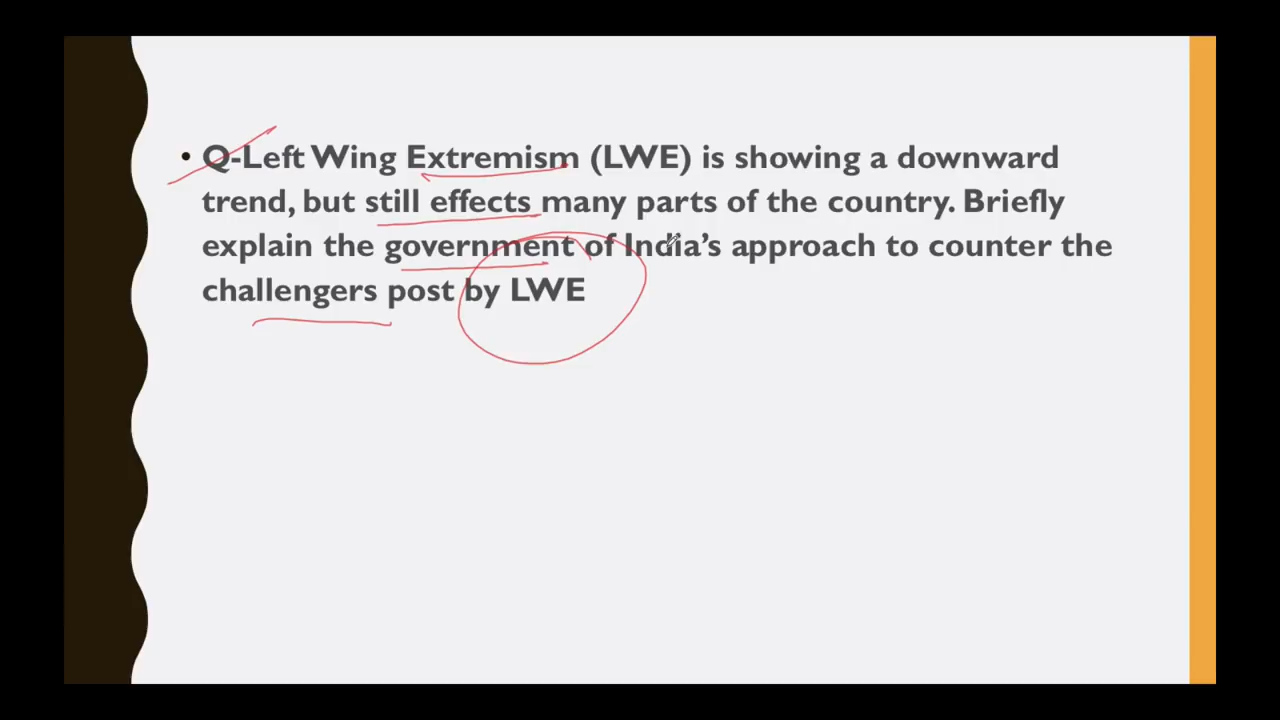 • Q-Left Wing Extremism (LWE) is showing a downward
trend, but still effects many parts of the country. Briefly
explain the government of India’s approach to counter the
challengers post by LWE